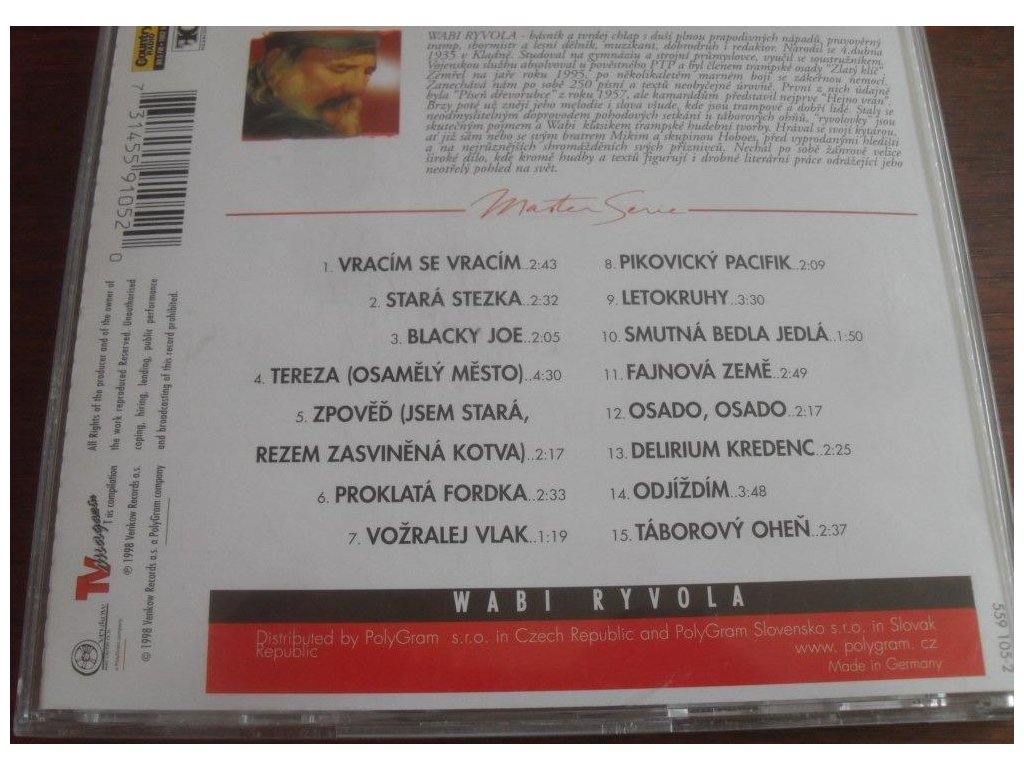 Country
RADIO
WABI RYVOLA - básník a tvrdej chlap s duší plnou prapodivných nápadů, pravověrný
tramp, sbormistr a lesní dělník, muzikant, dobrodruh i redaktor. Narodil se 4.dubna
1935 v Kladně. Studoval na gymnáziu a strojní průmyslovce, vyučil se soustružníkem.
Vojenskou službu absolvoval u pověstného PTP a byl členem trampské osady "Zlatý klíč".
Zemřel na jaře roku 1995, po několikaletém marném boji se zákeřnou nemocí.
Zanechává nám po sobě 250 písní a textů neobyčejné úrovně. První z nich údajně
byla "Píseň dřevorubce" z roku 1957, ale kamarádům představil nejprve "Hejno vran".
Brzy poté už znějí jeho melodie i slova všude, kde jsou trampové a dobří lidé. Staly se
neodmyslitelným doprovodem pohodových setkání u táborových ohňů, "ryvolovky" jsou
skutečným pojmem a Wabi klasikem trampské hudební tvorby. Hrával se svojí kytarou,
ať již sám nebo se svým bratrem Mikim a skupinou Hoboes, před vyprodanými hledišti
a na nejrůznějších shromážděních svých příznivců. Nechal po sobě žánrově velice
široké dílo, kde kromě hudby a textů figurují i drobné literární práce odrážející jeho
neotřelý pohled na svět.
Master Serie
1. VRACÍM SE VRACÍM..2:43
2. STARÁ STEZKA..2:32
3. BLACKY JOE..2:05
4. TEREZA (OSAMĚLÝ MĚSTO)..4:30
5. ZPOVĚĎ (JSEM STARÁ,
REZEM ZASVINĚNÁ KOTVA)..2:17
6. PROKLATÁ FORDKA..2:33
7. VOŽRALEJ VLAK..1:19
8. PIKOVICKÝ PACIFIK..2:09
9. LETOKRUHY..3:30
10. SMUTNÁ BEDLA JEDLÁ..1:50
11. FAJNOVÁ ZEMĚ..2:49
12. OSADO, OSADO..2:17
13. DELIRIUM KREDENC..2:25
14. ODJÍŽDÍM..3:48
15. TÁBOROVÝ OHEŇ..2:37
WABI RYVOLA
Distributed by PolyGram s.r.o. in Czech Republic and PolyGram Slovensko s.r.o. in Slovak
Republic
www. polygram. cz
Made in Germany
559 105 2
7 31455 91052 0
All Rights of the producer and of the owner of
the work reproduced Reserved. Unauthorised
coping, hiring, lending, public performance
and broadcasting of this record prohibited.
TV magazín
is compilation
℗ 1998 Venkow Records a.s.
© 1998 Venkow Records a.s. a PolyGram company